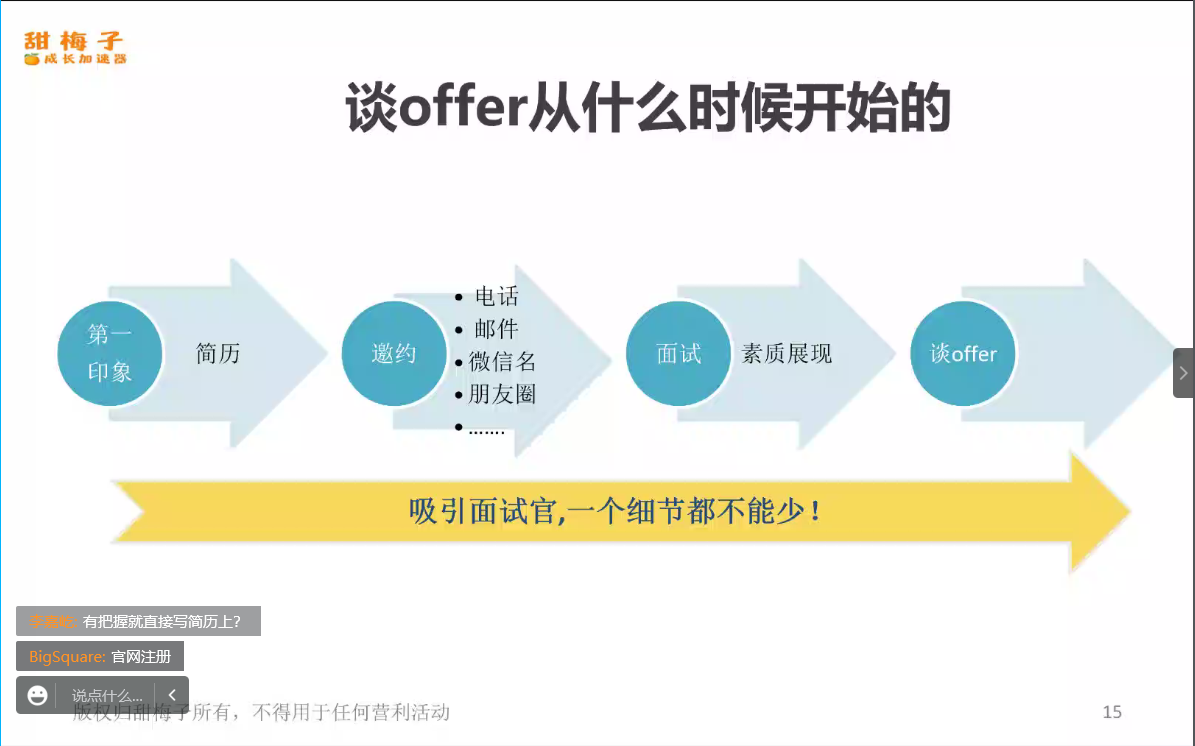 甜梅子
成长加速器
谈offer从什么时候开始的
第一
印象
简历
邀约
• 电话
• 邮件
• 微信名
• 朋友圈
• .......
面试
素质展现
谈offer
吸引面试官,一个细节都不能少！
有把握就直接写简历上？
BigSquare: 官网注册
说点什么...
版权归甜梅子所有，不得用于任何营利活动
15